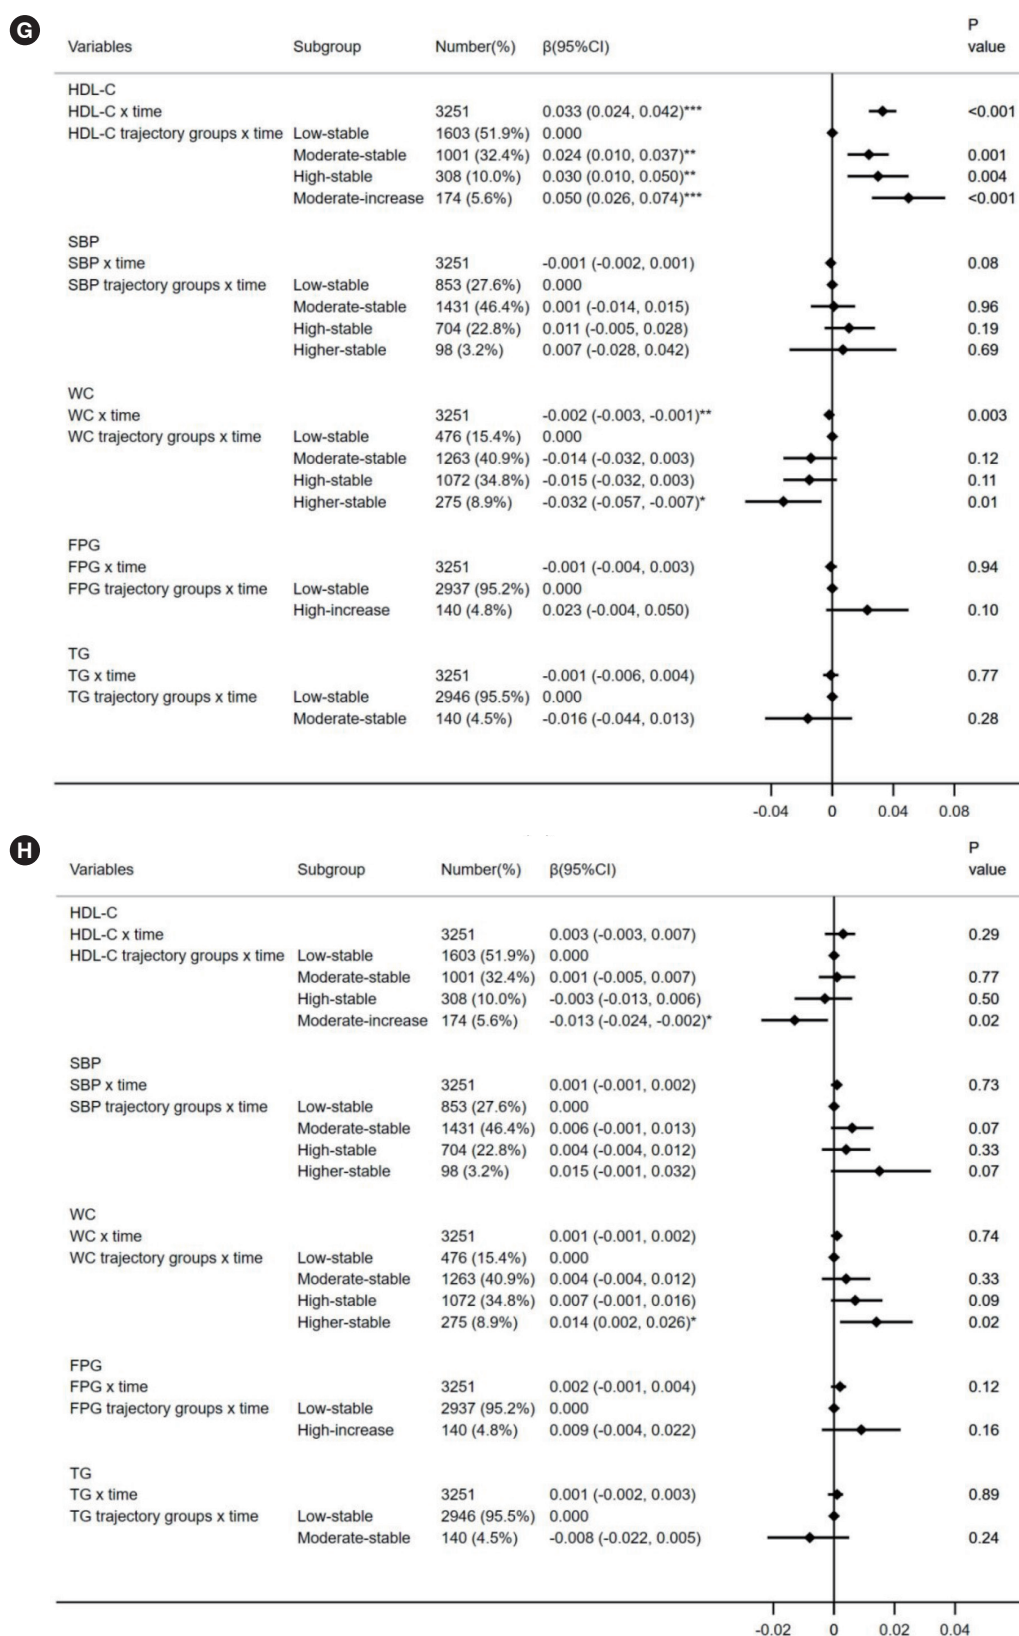 G
P
Variables Subgroup Number(%) β(95%CI) value
HDL-C
HDL-C x time 3251 0.033 (0.024, 0.042)*** <0.001
HDL-C trajectory groups x time Low-stable 1603 (51.9%) 0.000
Moderate-stable 1001 (32.4%) 0.024 (0.010, 0.037)** 0.001
High-stable 308 (10.0%) 0.030 (0.010, 0.050)** 0.004
Moderate-increase 174 (5.6%) 0.050 (0.026, 0.074)*** <0.001
SBP
SBP x time 3251 -0.001 (-0.002, 0.001) 0.08
SBP trajectory groups x time Low-stable 853 (27.6%) 0.000
Moderate-stable 1431 (46.4%) 0.001 (-0.014, 0.015) 0.96
High-stable 704 (22.8%) 0.011 (-0.005, 0.028) 0.19
Higher-stable 98 (3.2%) 0.007 (-0.028, 0.042) 0.69
WC
WC x time 3251 -0.002 (-0.003, -0.001)** 0.003
WC trajectory groups x time Low-stable 476 (15.4%) 0.000
Moderate-stable 1263 (40.9%) -0.014 (-0.032, 0.003) 0.12
High-stable 1072 (34.8%) -0.015 (-0.032, 0.003) 0.11
Higher-stable 275 (8.9%) -0.032 (-0.057, -0.007)* 0.01
FPG
FPG x time 3251 -0.001 (-0.004, 0.003) 0.94
FPG trajectory groups x time Low-stable 2937 (95.2%) 0.000
High-increase 140 (4.8%) 0.023 (-0.004, 0.050) 0.10
TG
TG x time 3251 -0.001 (-0.006, 0.004) 0.77
TG trajectory groups x time Low-stable 2946 (95.5%) 0.000
Moderate-stable 140 (4.5%) -0.016 (-0.044, 0.013) 0.28
-0.04 0 0.04 0.08
H
P
Variables Subgroup Number(%) β(95%CI) value
HDL-C
HDL-C x time 3251 0.003 (-0.003, 0.007) 0.29
HDL-C trajectory groups x time Low-stable 1603 (51.9%) 0.000
Moderate-stable 1001 (32.4%) 0.001 (-0.005, 0.007) 0.77
High-stable 308 (10.0%) -0.003 (-0.013, 0.006) 0.50
Moderate-increase 174 (5.6%) -0.013 (-0.024, -0.002)* 0.02
SBP
SBP x time 3251 0.001 (-0.001, 0.002) 0.73
SBP trajectory groups x time Low-stable 853 (27.6%) 0.000
Moderate-stable 1431 (46.4%) 0.006 (-0.001, 0.013) 0.07
High-stable 704 (22.8%) 0.004 (-0.004, 0.012) 0.33
Higher-stable 98 (3.2%) 0.015 (-0.001, 0.032) 0.07
WC
WC x time 3251 0.001 (-0.001, 0.002) 0.74
WC trajectory groups x time Low-stable 476 (15.4%) 0.000
Moderate-stable 1263 (40.9%) 0.004 (-0.004, 0.012) 0.33
High-stable 1072 (34.8%) 0.007 (-0.001, 0.016) 0.09
Higher-stable 275 (8.9%) 0.014 (0.002, 0.026)* 0.02
FPG
FPG x time 3251 0.002 (-0.001, 0.004) 0.12
FPG trajectory groups x time Low-stable 2937 (95.2%) 0.000
High-increase 140 (4.8%) 0.009 (-0.004, 0.022) 0.16
TG
TG x time 3251 0.001 (-0.002, 0.003) 0.89
TG trajectory groups x time Low-stable 2946 (95.5%) 0.000
Moderate-stable 140 (4.5%) -0.008 (-0.022, 0.005) 0.24
-0.02 0 0.02 0.04